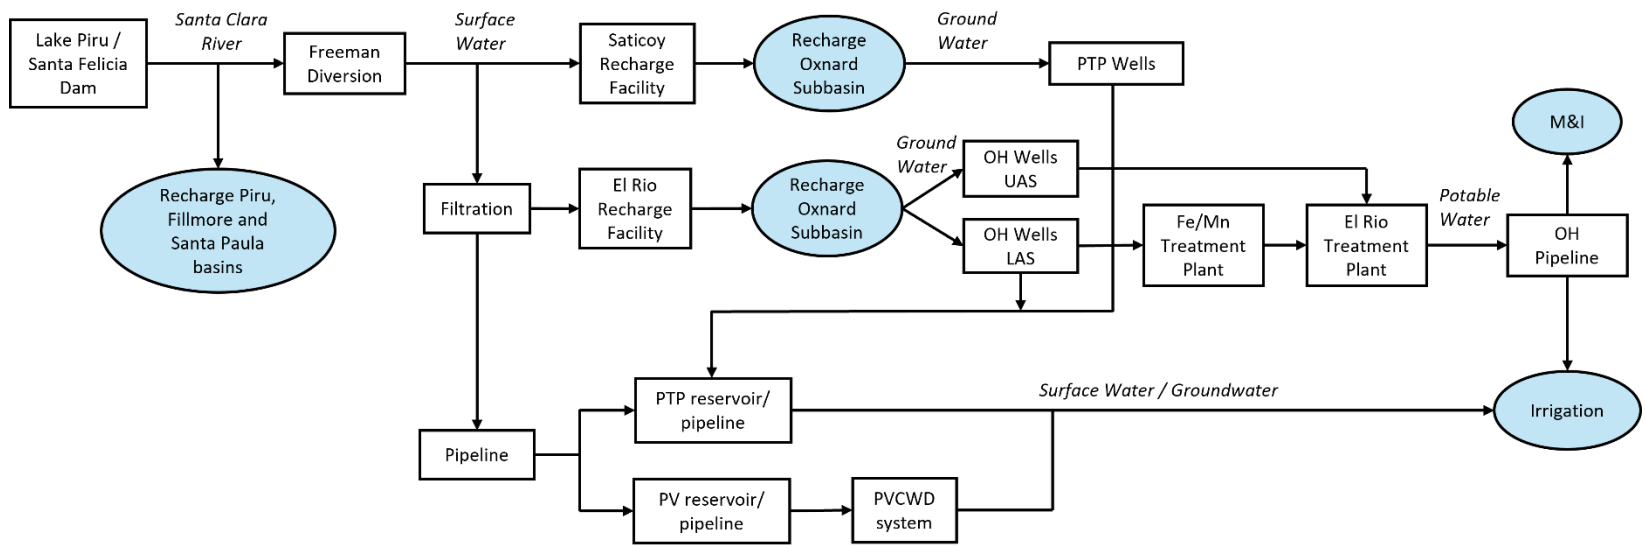 Lake Piru /
Santa Felicia
Dam
Santa Clara
River
Freeman
Diversion
Surface
Water
Saticoy
Recharge
Facility
Recharge
Oxnard
Subbasin
Ground
Water
PTP Wells
M&I
Recharge Piru,
Fillmore and
Santa Paula
basins
Filtration
El Rio
Recharge
Facility
Recharge
Oxnard
Subbasin
Ground
Water
OH Wells
UAS
OH Wells
LAS
Fe/Mn
Treatment
Plant
El Rio
Treatment
Plant
Potable
Water
OH
Pipeline
PTP reservoir/
pipeline
Surface Water / Groundwater
Irrigation
Pipeline
PV reservoir/
pipeline
PVCWD
system